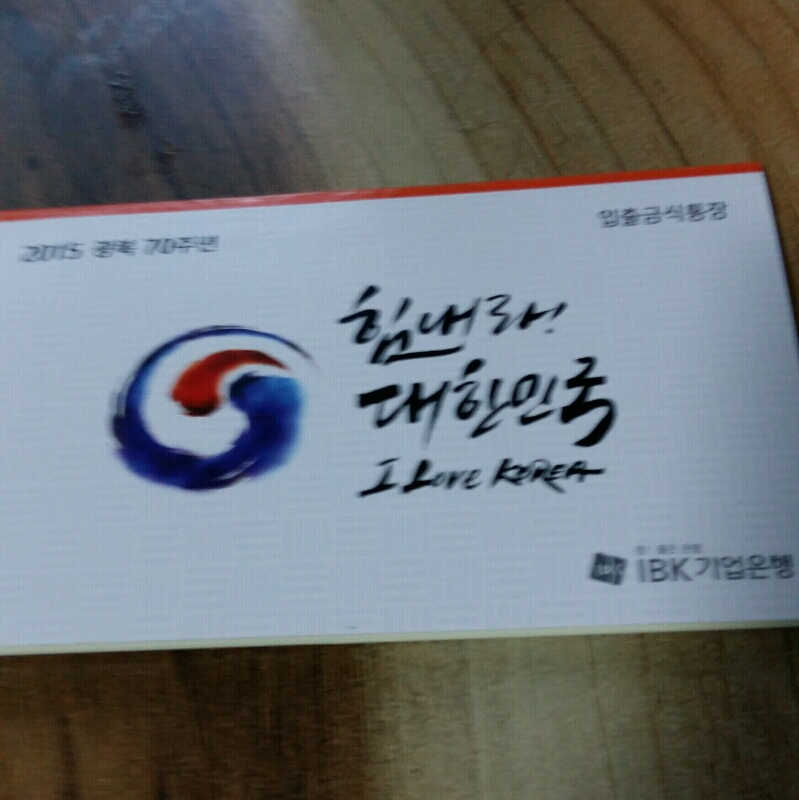 2015 광복 70주년
입출금식통장
힘내라!
대한민국
I Love KOREA
IBK기업은행